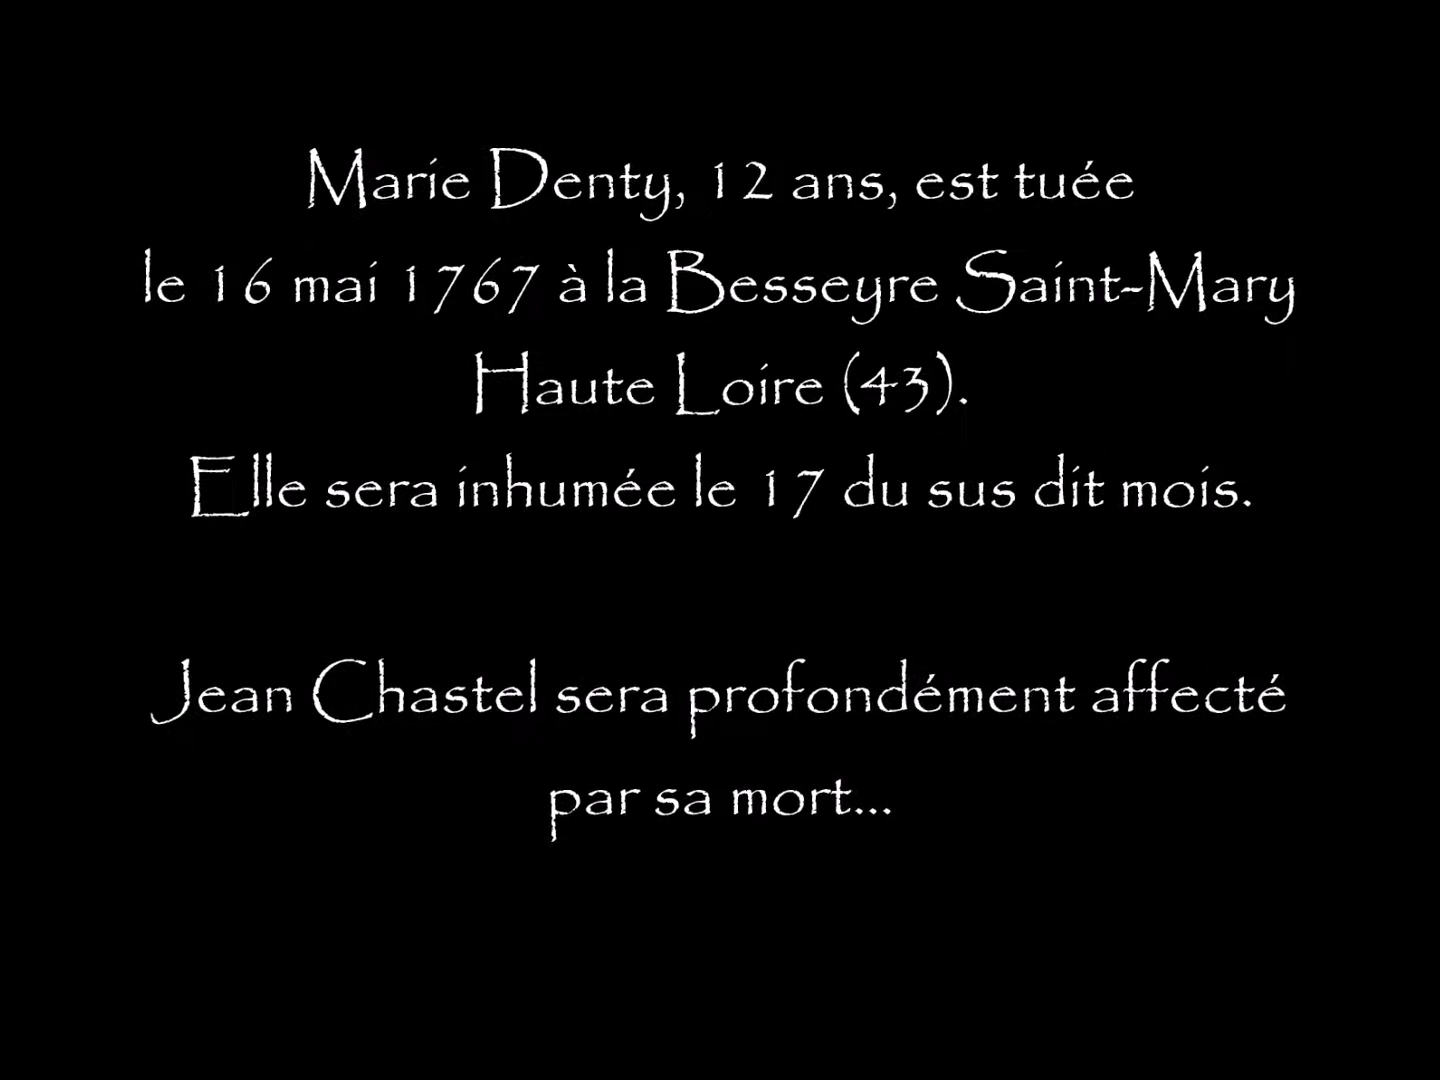 Marie Denty, 12 ans, est tuée
le 16 mai 1767 à la Besseyre Saint-Mary
Haute Loire (43).
Elle sera inhumée le 17 du sus dit mois.
Jean Chastel sera profondément affecté
par sa mort...